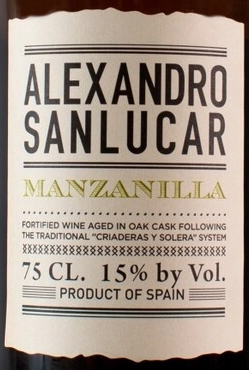 ALEXANDRO
SANLUCAR
MANZANILLA
FORTIFIED WINE AGED IN OAK CASK FOLLOWING
THE TRADITIONAL "CRIADERAS Y SOLERA" SYSTEM
75 CL. 15% by Vol.
PRODUCT OF SPAIN